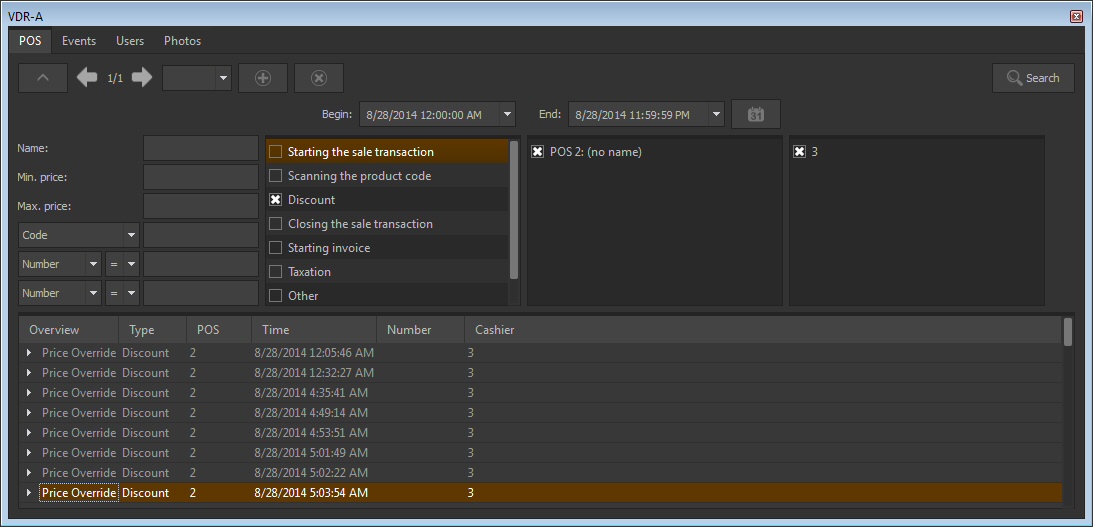 VDR-A
POS Events Users Photos
1/1 Search
Begin: 8/28/2014 12:00:00 AM End: 8/28/2014 11:59:59 PM 31
Name:
Min. price:
Max. price:
Code
Number =
Number =
Starting the sale transaction
Scanning the product code
Discount
Closing the sale transaction
Starting invoice
Taxation
Other
POS 2: (no name)
3
Overview Type POS Time Number Cashier
Price Override Discount 2 8/28/2014 12:05:46 AM 3
Price Override Discount 2 8/28/2014 12:32:27 AM 3
Price Override Discount 2 8/28/2014 4:35:41 AM 3
Price Override Discount 2 8/28/2014 4:49:14 AM 3
Price Override Discount 2 8/28/2014 4:53:51 AM 3
Price Override Discount 2 8/28/2014 5:01:49 AM 3
Price Override Discount 2 8/28/2014 5:02:22 AM 3
Price Override Discount 2 8/28/2014 5:03:54 AM 3